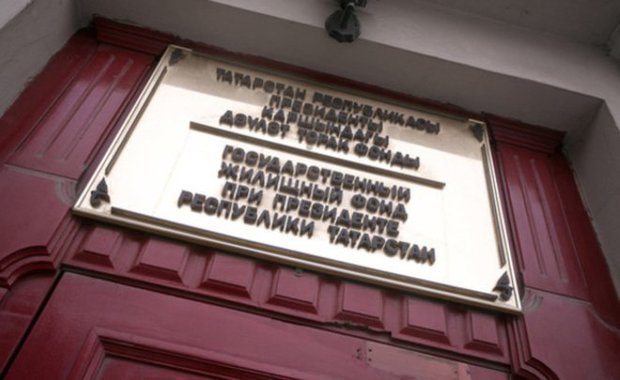 ТАТАРСТАН РЕСПУБЛИКАСЫ
ПРЕЗИДЕНТЫ
КАРШЫНДАГЫ
ДӘҮЛӘТ ТОРАК ФОНДЫ
ГОСУДАРСТВЕННЫЙ
ЖИЛИЩНЫЙ ФОНД
ПРИ ПРЕЗИДЕНТЕ
РЕСПУБЛИКИ ТАТАРСТАН